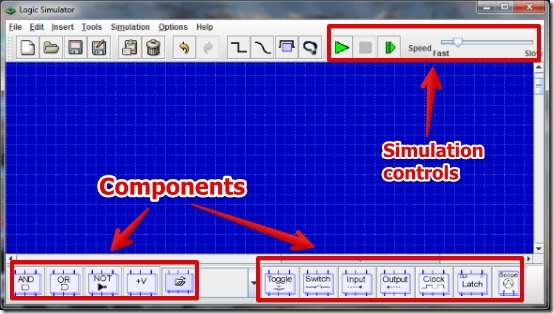 Logic Simulator
File Edit Insert Tools Simulation Options Help
Speed
Fast Slow
Simulation
controls
Components
AND OR NOT +V Toggle Switch Input Output Clock Latch Scope